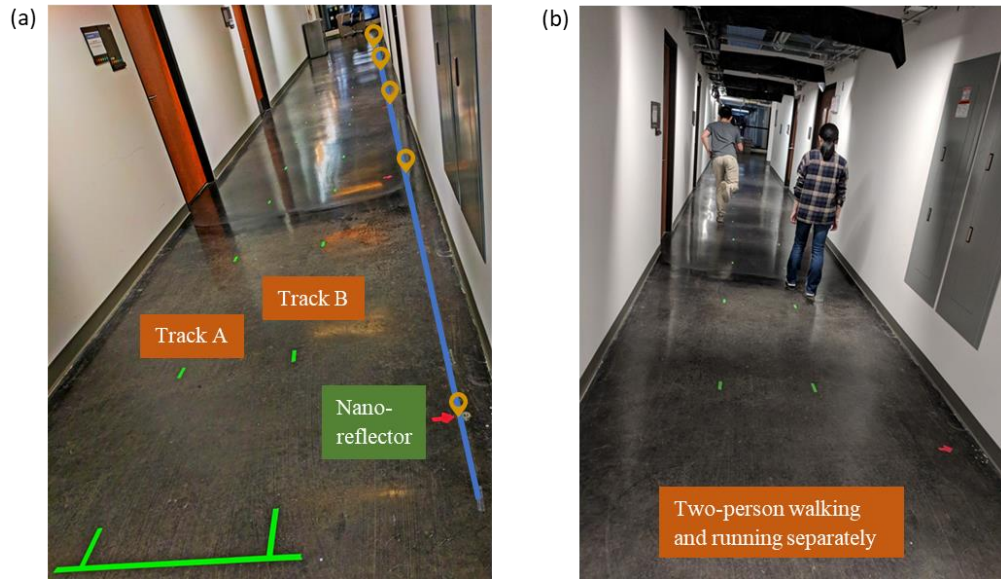 (a)
Track B
Track A
Nano-
reflector
(b)
Two-person walking
and running separately